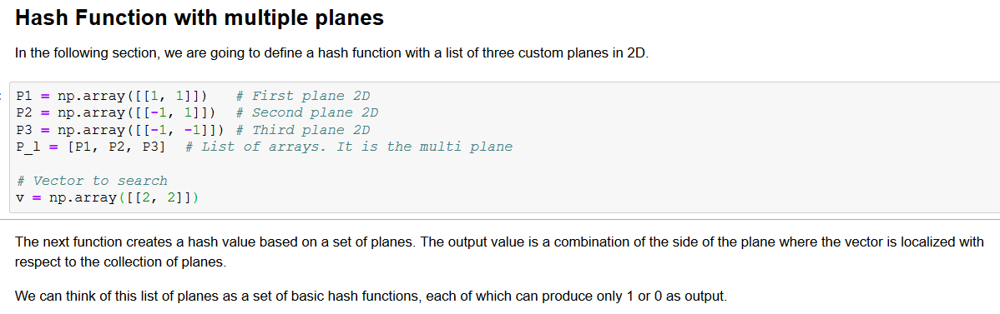 Hash Function with multiple planes
In the following section, we are going to define a hash function with a list of three custom planes in 2D.
P1 = np.array([[1, 1]])   # First plane 2D
P2 = np.array([[-1, 1]])  # Second plane 2D
P3 = np.array([[-1, -1]]) # Third plane 2D
P_l = [P1, P2, P3]  # List of arrays. It is the multi plane
# Vector to search
v = np.array([[2, 2]])
The next function creates a hash value based on a set of planes. The output value is a combination of the side of the plane where the vector is localized with
respect to the collection of planes.
We can think of this list of planes as a set of basic hash functions, each of which can produce only 1 or 0 as output.